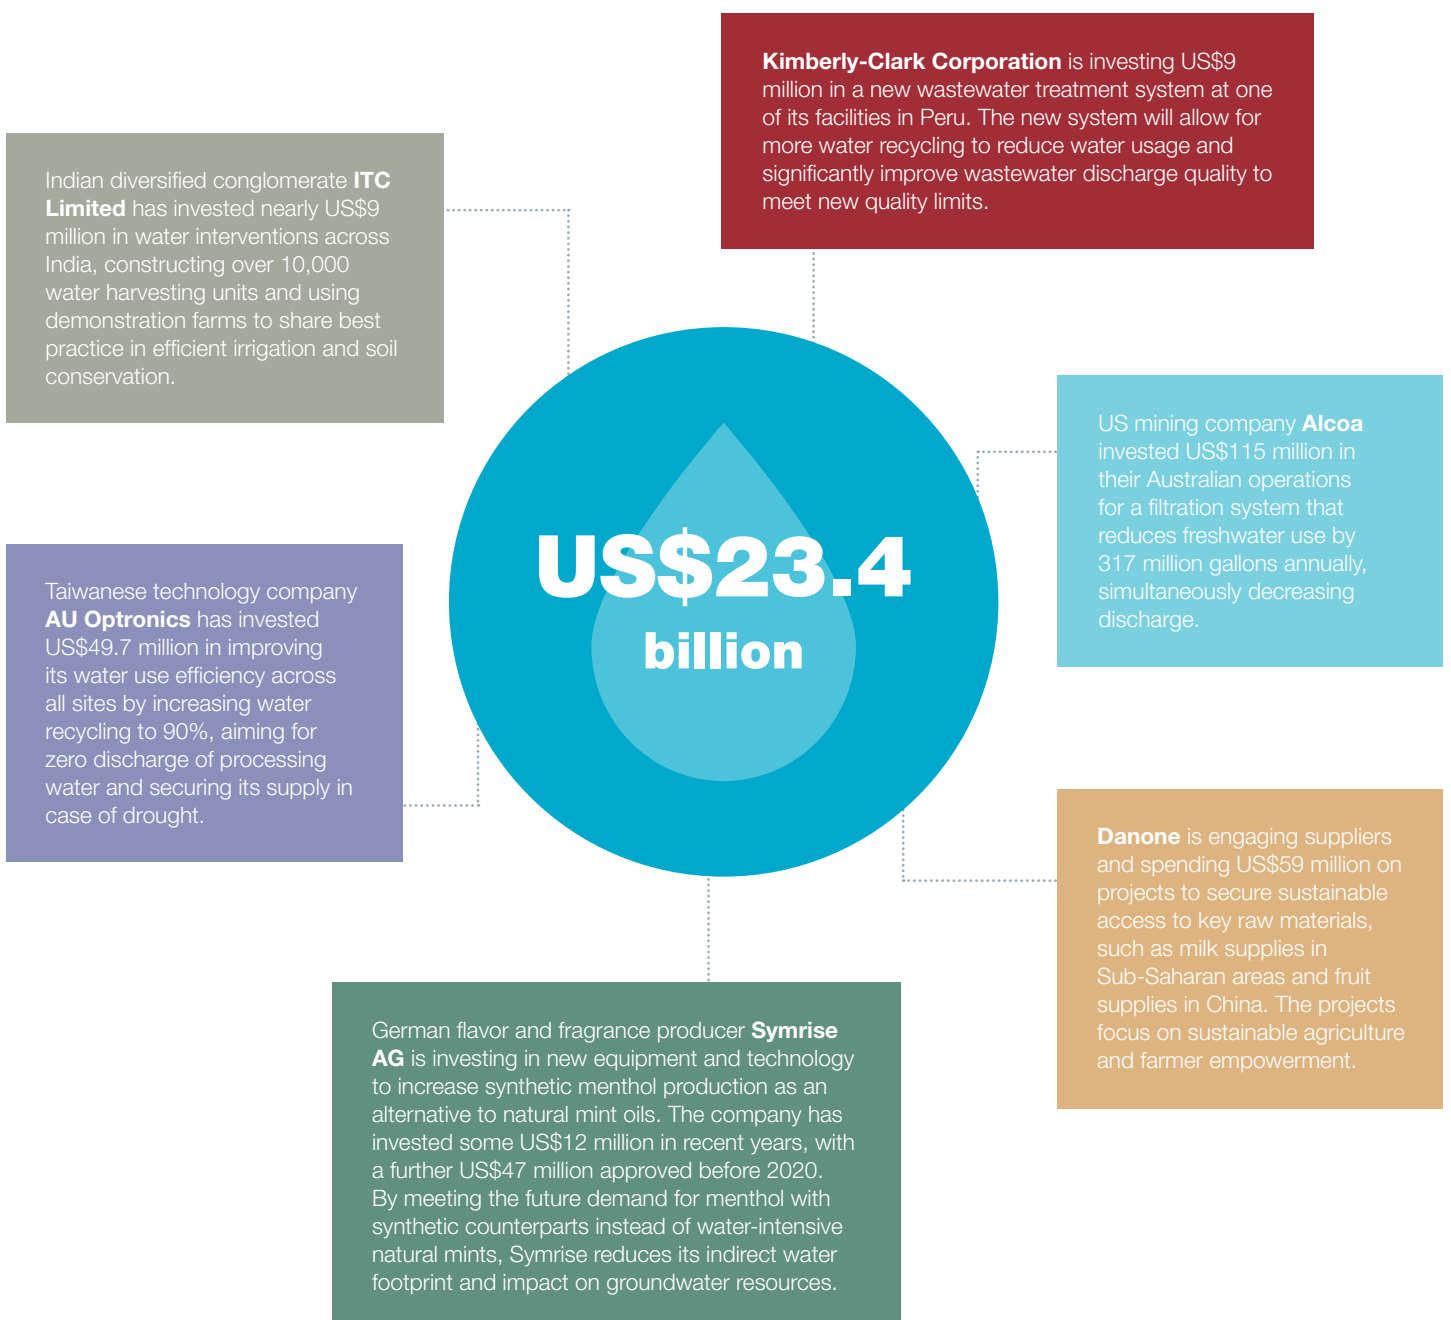 Kimberly-Clark Corporation is investing US$9
million in a new wastewater treatment system at one
of its facilities in Peru. The new system will allow for
more water recycling to reduce water usage and
significantly improve wastewater discharge quality to
meet new quality limits.
Indian diversified conglomerate ITC
Limited has invested nearly US$9
million in water interventions across
India, constructing over 10,000
water harvesting units and using
demonstration farms to share best
practice in efficient irrigation and soil
conservation.
US mining company Alcoa
invested US$115 million in
their Australian operations
for a filtration system that
reduces freshwater use by
317 million gallons annually,
simultaneously decreasing
discharge.
US$23.4
billion
Taiwanese technology company
AU Optronics has invested
US$49.7 million in improving
its water use efficiency across
all sites by increasing water
recycling to 90%, aiming for
zero discharge of processing
water and securing its supply in
case of drought.
Danone is engaging suppliers
and spending US$59 million on
projects to secure sustainable
access to key raw materials,
such as milk supplies in
Sub-Saharan areas and fruit
supplies in China. The projects
focus on sustainable agriculture
and farmer empowerment.
German flavor and fragrance producer Symrise
AG is investing in new equipment and technology
to increase synthetic menthol production as an
alternative to natural mint oils. The company has
invested some US$12 million in recent years, with
a further US$47 million approved before 2020.
By meeting the future demand for menthol with
synthetic counterparts instead of water-intensive
natural mints, Symrise reduces its indirect water
footprint and impact on groundwater resources.